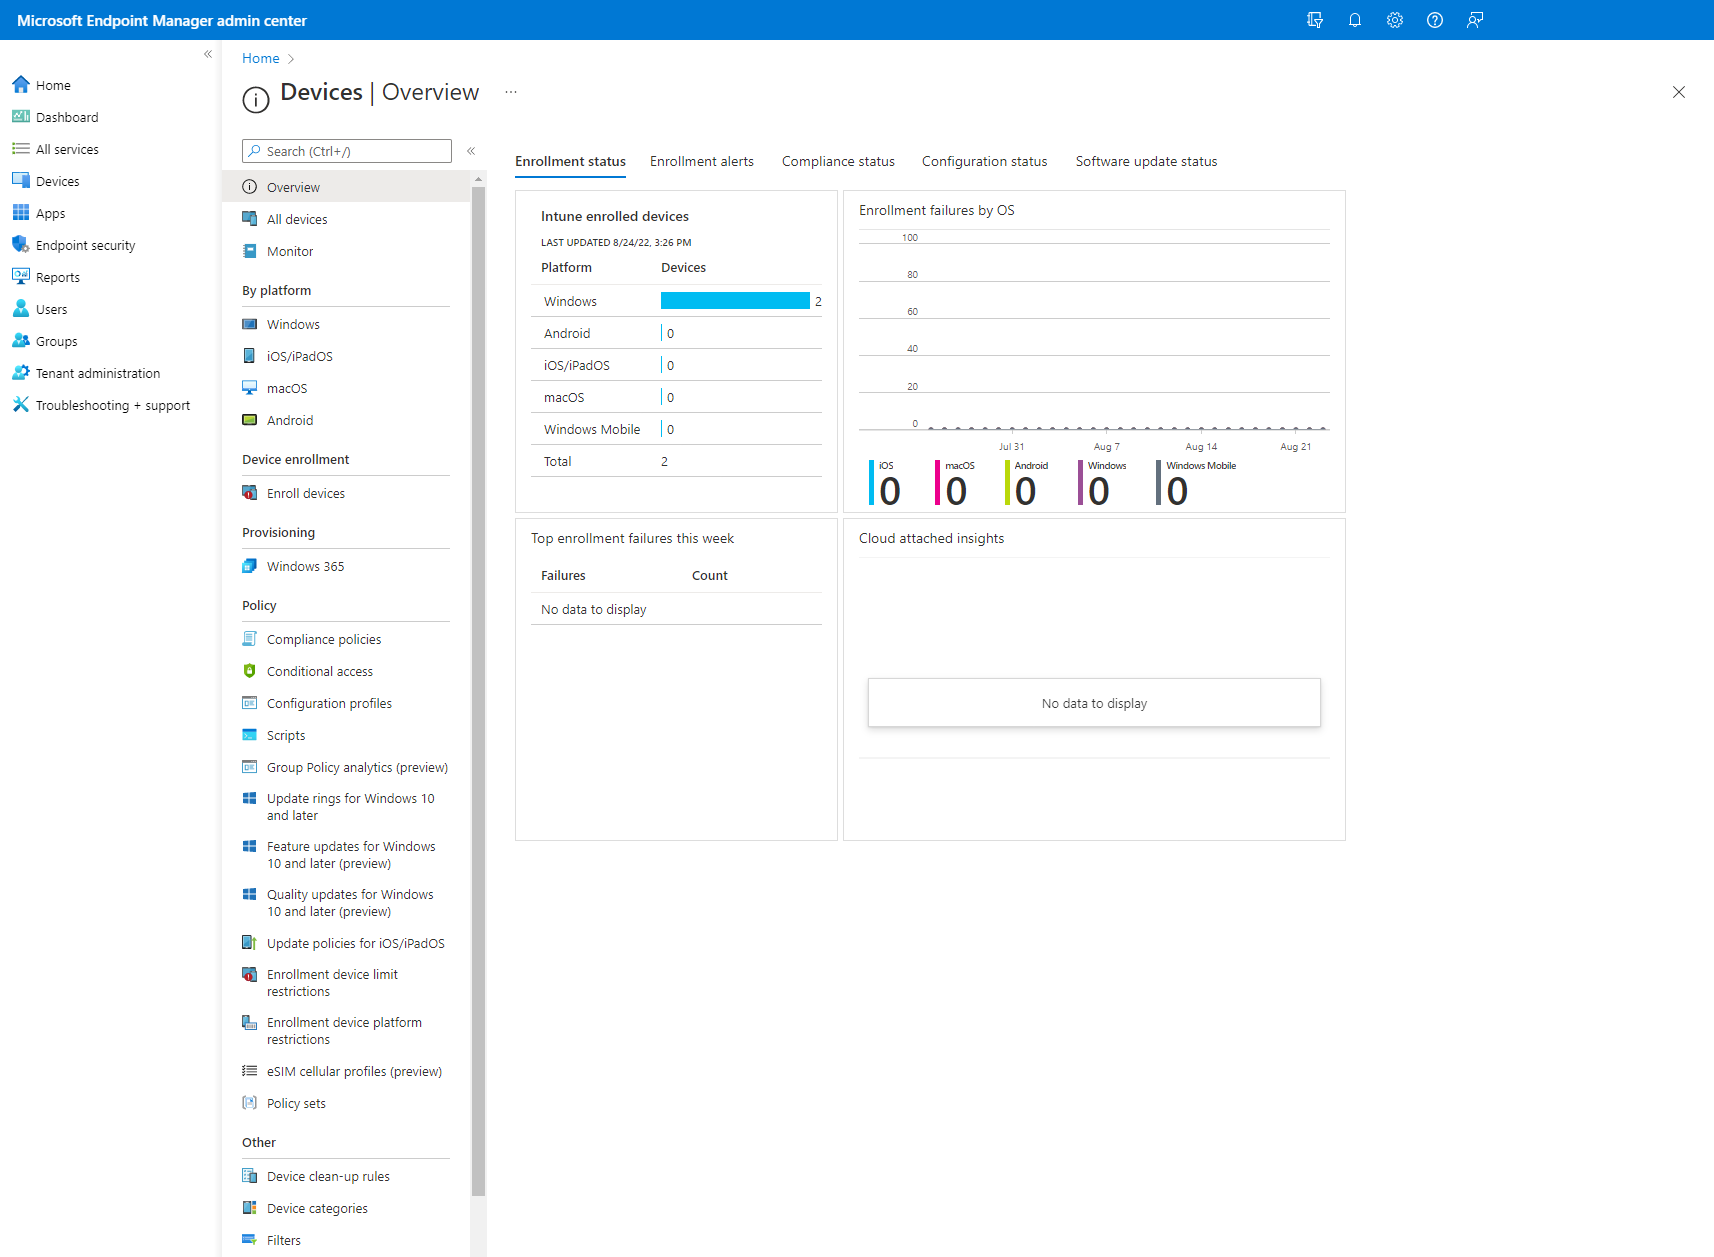 Microsoft Endpoint Manager admin center
Home
Dashboard
All services
Devices
Apps
Endpoint security
Reports
Users
Groups
Tenant administration
Troubleshooting + support
Home
Devices | Overview
Search (Ctrl+/)
Overview
All devices
Monitor
By platform
Windows
iOS/iPadOS
macOS
Android
Device enrollment
Enroll devices
Provisioning
Windows 365
Policy
Compliance policies
Conditional access
Configuration profiles
Scripts
Group Policy analytics (preview)
Update rings for Windows 10
and later
Feature updates for Windows
10 and later (preview)
Quality updates for Windows
10 and later (preview)
Update policies for iOS/iPadOS
Enrollment device limit
restrictions
Enrollment device platform
restrictions
eSIM cellular profiles (preview)
Policy sets
Other
Device clean-up rules
Device categories
Filters
Enrollment status Enrollment alerts Compliance status Configuration status Software update status
Intune enrolled devices
LAST UPDATED 8/24/22, 3:26 PM
Platform Devices
Windows 2
Android 0
iOS/iPadOS 0
macOS 0
Windows Mobile 0
Total 2
Enrollment failures by OS
100
80
60
40
20
0
Jul 31 Aug 7 Aug 14 Aug 21
iOS macOS Android Windows Windows Mobile
0 0 0 0 0
Top enrollment failures this week
Failures Count
No data to display
Cloud attached insights
No data to display